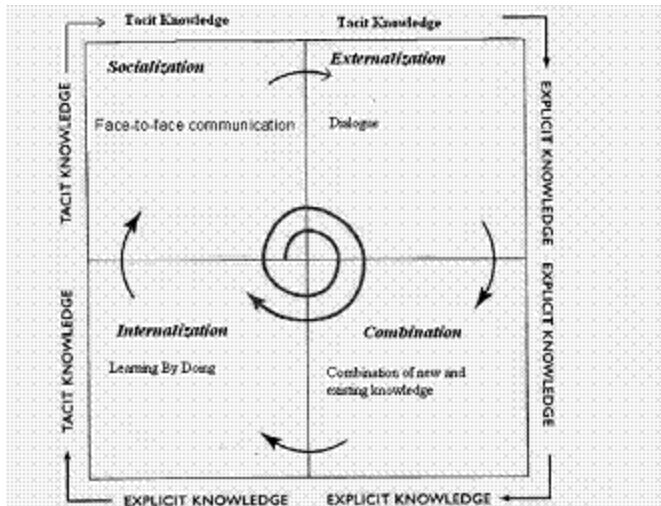 Tacit Knowledge
Tacit Knowledge
Socialization
Externalization
TACIT KNOWLEDGE
EXPLICIT KNOWLEDGE
Face-to-face communication
Dialogue
TACIT KNOWLEDGE
EXPLICIT KNOWLEDGE
Internalization
Combination
Learning By Doing
Combination of new and
existing knowledge
EXPLICIT KNOWLEDGE
EXPLICIT KNOWLEDGE